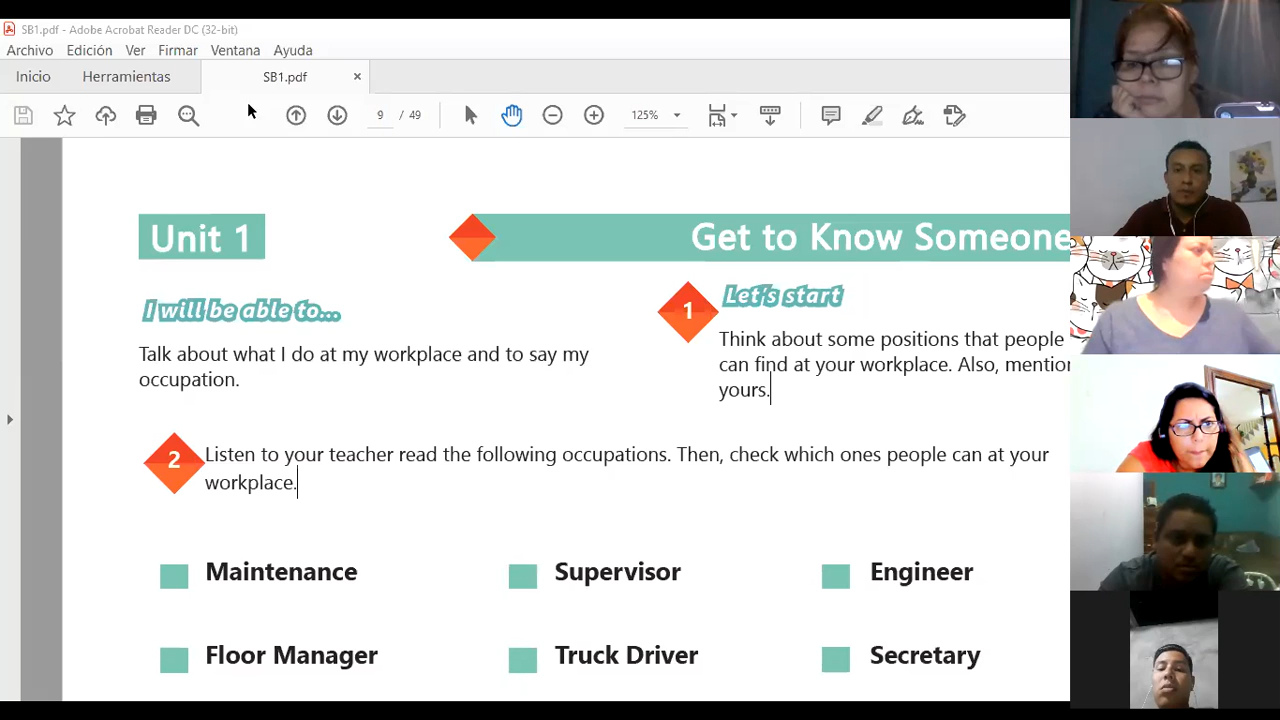 SB1.pdf - Adobe Acrobat Reader DC (32-bit)
Archivo Edición Ver Firmar Ventana Ayuda
Inicio Herramientas SB1.pdf ×
9 / 49 125%
Unit 1
Get to Know Someone
I will be able to...
Talk about what I do at my workplace and to say my
occupation.
1 Let's start
Think about some positions that people
can find at your workplace. Also, mention
yours.
2 Listen to your teacher read the following occupations. Then, check which ones people can at your
workplace.
Maintenance Supervisor Engineer
Floor Manager Truck Driver Secretary